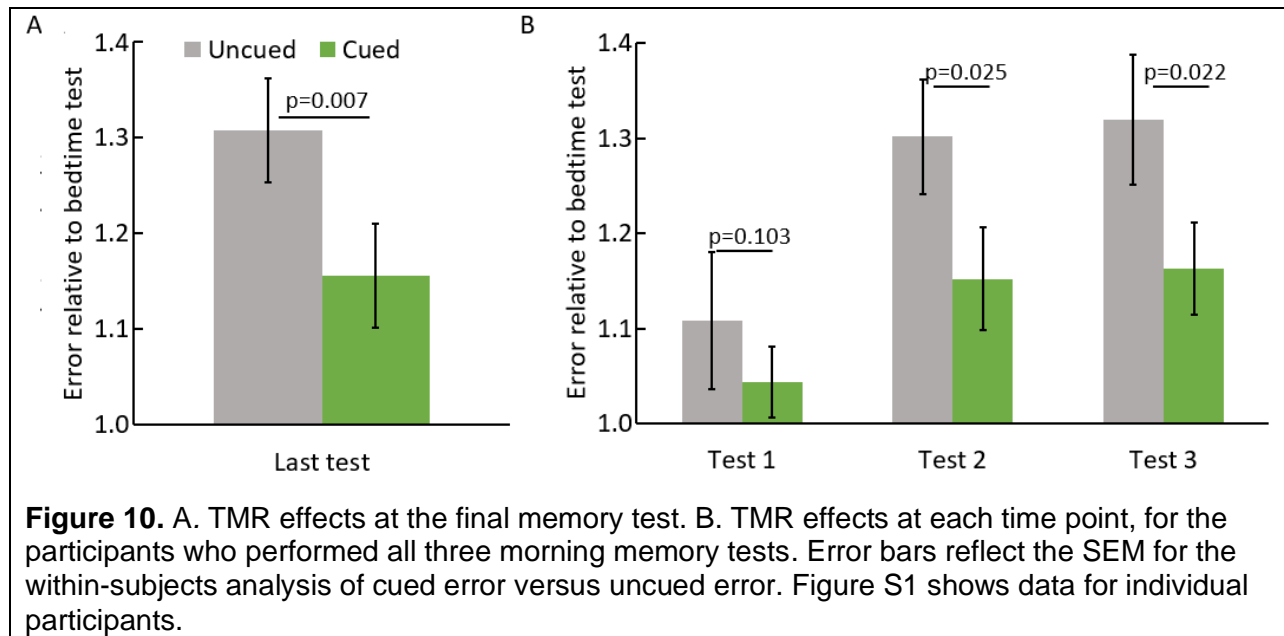 A
Uncued Cued
Error relative to bedtime test
1.4
1.3
1.2
1.1
1.0
p=0.007
Last test
B
Error relative to bedtime test
1.4
1.3
1.2
1.1
1.0
p=0.103
p=0.025
p=0.022
Test 1 Test 2 Test 3
Figure 10. A. TMR effects at the final memory test. B. TMR effects at each time point, for the
participants who performed all three morning memory tests. Error bars reflect the SEM for the
within-subjects analysis of cued error versus uncued error. Figure S1 shows data for individual
participants.